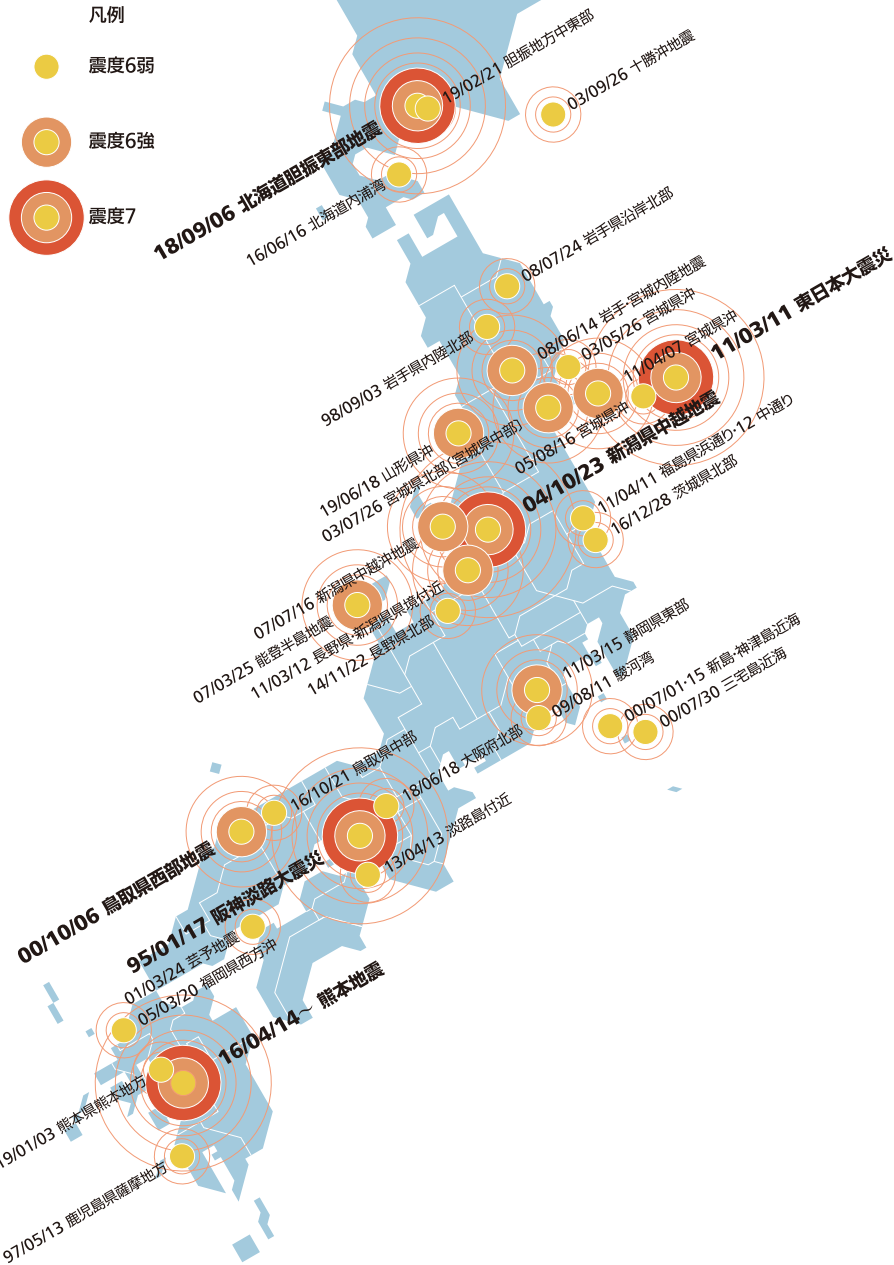 凡例
震度6弱
震度6強
震度7
19/02/21 胆振地方中東部
03/09/26 十勝沖地震
18/09/06 北海道胆振東部地震
16/06/16 北海道内浦湾
08/07/24 岩手県沿岸北部
98/09/03 岩手県内陸北部
08/06/14 岩手・宮城内陸地震
03/05/26 宮城県沖
11/04/07 宮城県沖
11/03/11 東日本大震災
05/08/16 宮城県沖
19/06/18 山形県沖
03/07/26 宮城県北部〔宮城県中部〕
04/10/23 新潟県中越地震
11/04/11 福島県浜通り・12 中通り
16/12/28 茨城県北部
07/07/16 新潟県中越沖地震
07/03/25 能登半島地震
11/03/12 長野県・新潟県県境付近
14/11/22 長野県北部
11/03/15 静岡県東部
09/08/11 駿河湾
00/07/01・15 新島・神津島近海
00/07/30 三宅島近海
16/10/21 鳥取県中部
18/06/18 大阪府北部
13/04/13 淡路島付近
00/10/06 鳥取県西部地震
95/01/17 阪神淡路大震災
01/03/24 芸予地震
05/03/20 福岡県西方沖
16/04/14～ 熊本地震
19/01/03 熊本県熊本地方
97/05/13 鹿児島県薩摩地方